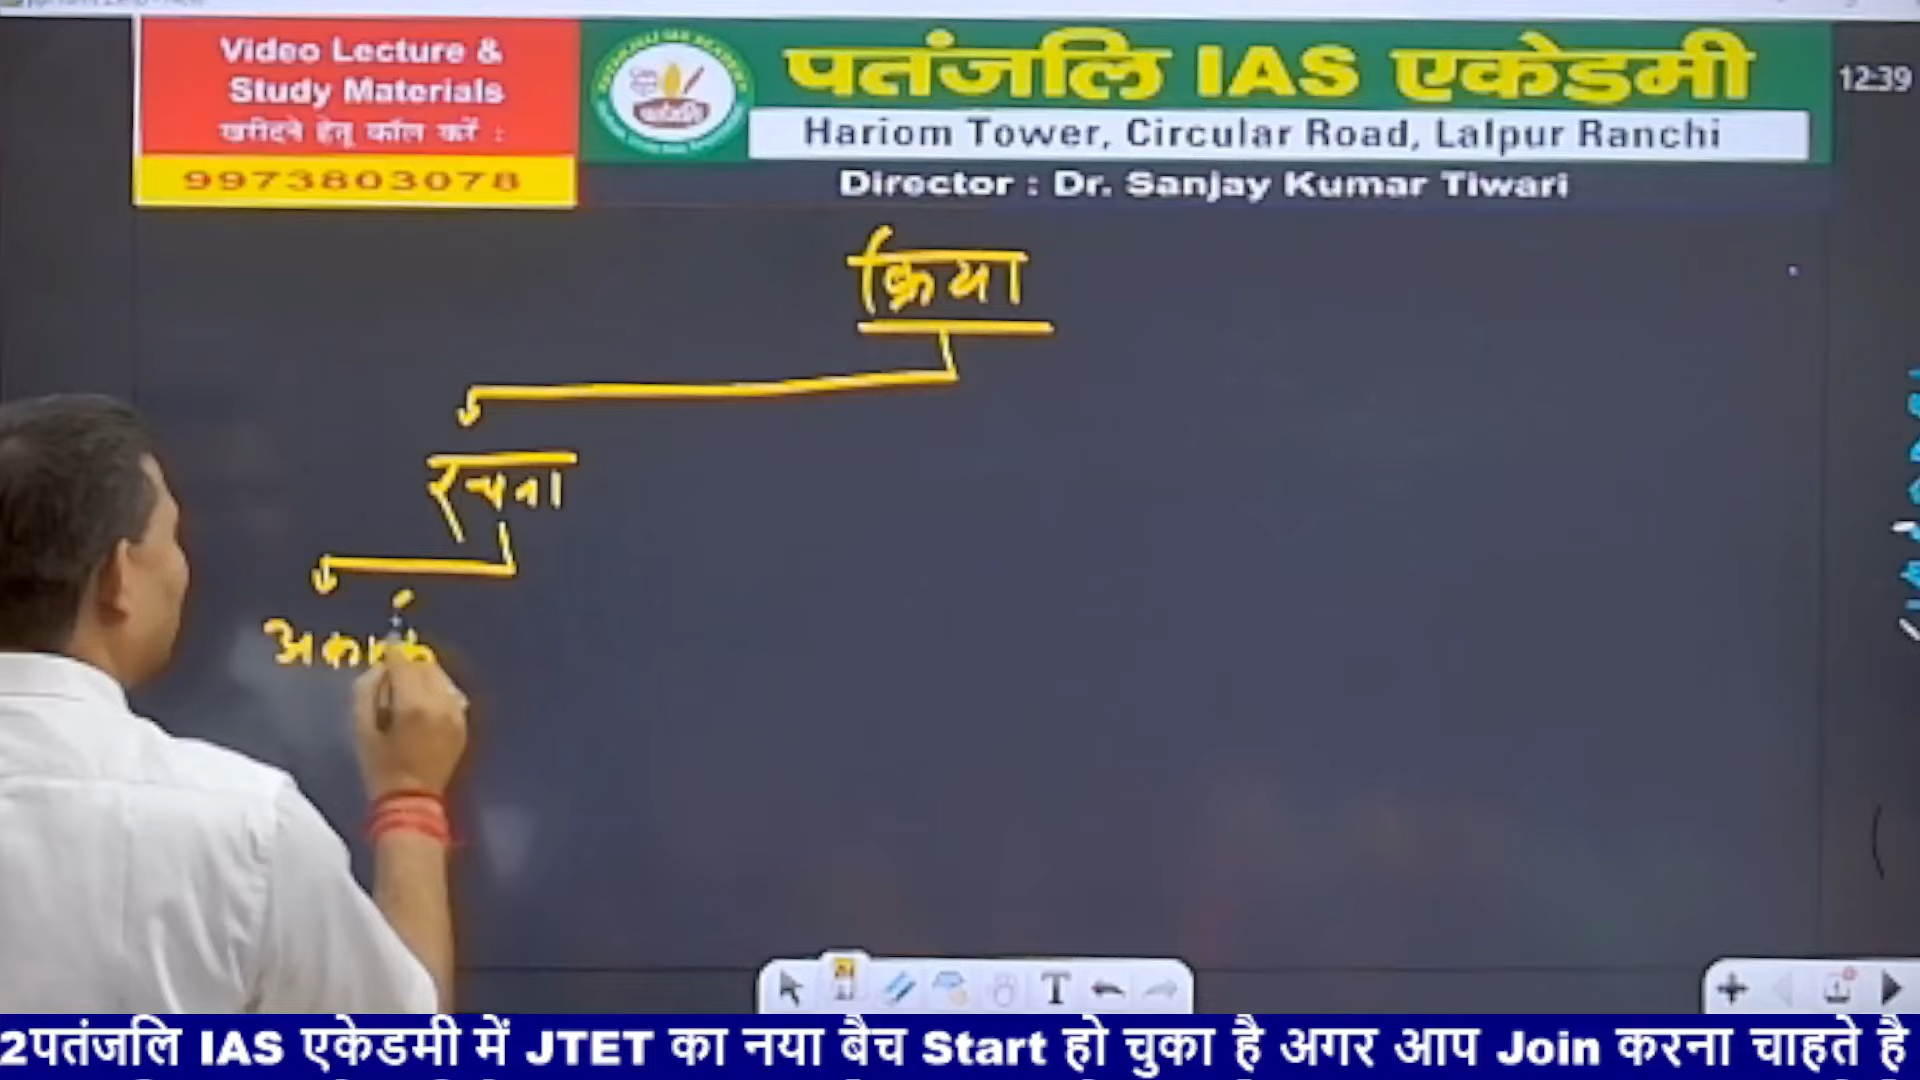 Video Lecture &
Study Materials
खरीदने हेतू कॉल करें :
9973803078
पतंजलि IAS एकेडमी
Hariom Tower, Circular Road, Lalpur Ranchi
Director : Dr. Sanjay Kumar Tiwari
12:39
पतंजलि
क्रिया
रचना
T
2पतंजलि IAS एकेडमी में JTET का नया बैच Start हो चुका है अगर आप Join करना चाहते है